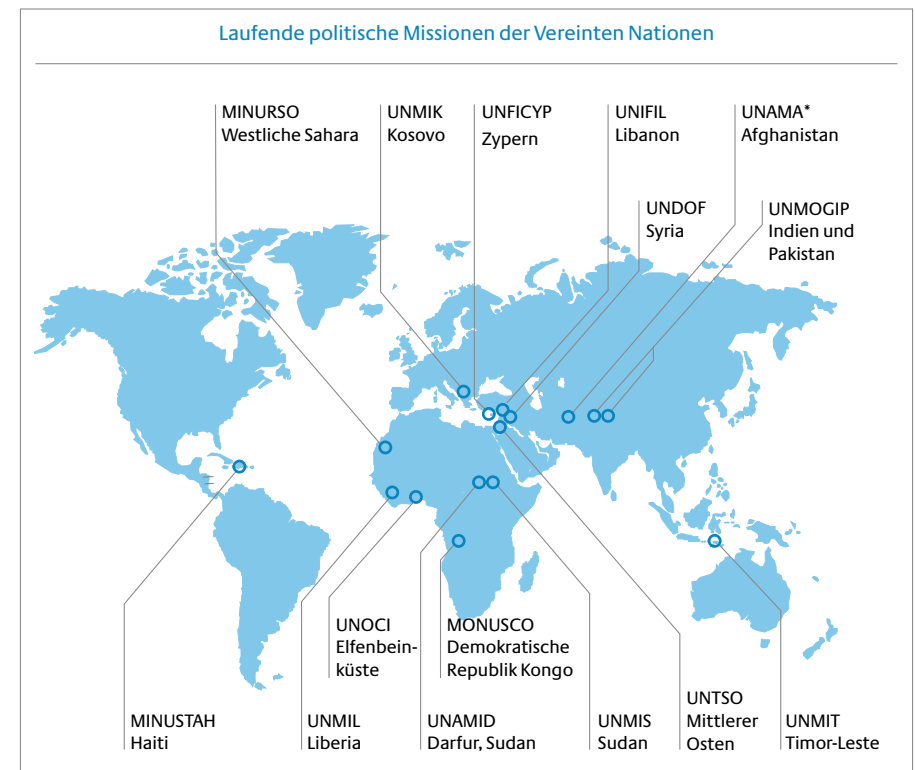 Laufende politische Missionen der Vereinten Nationen
MINURSO
Westliche Sahara
UNMIK
Kosovo
UNFICYP
Zypern
UNIFIL
Libanon
UNAMA*
Afghanistan
UNDOF
Syria
UNMOGIP
Indien und
Pakistan
UNOCI
Elfenbein-
küste
MONUSCO
Demokratische
Republik Kongo
MINUSTAH
Haiti
UNMIL
Liberia
UNAMID
Darfur, Sudan
UNMIS
Sudan
UNTSO
Mittlerer
Osten
UNMIT
Timor-Leste